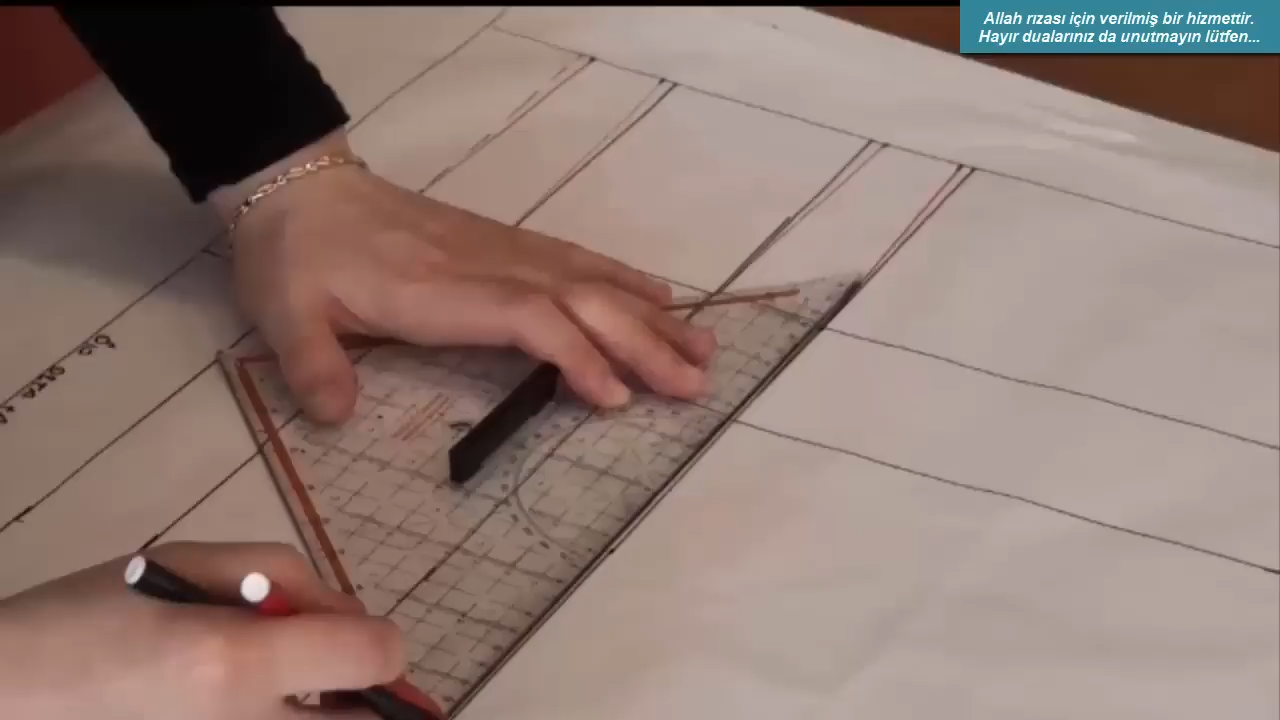 Allah rızası için verilmiş bir hizmettir.
Hayır dualarınız da unutmayın lütfen...